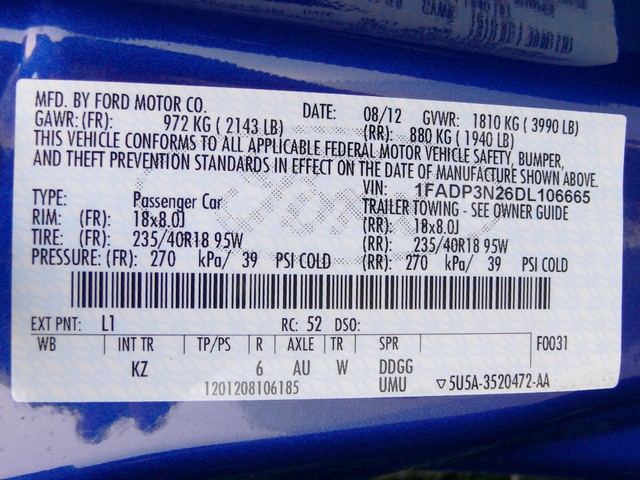 MFD. BY FORD MOTOR CO. DATE: 08/12 GVWR: 1810 KG ( 3990 LB)
GAWR: (FR): 972 KG ( 2143 LB) (RR): 880 KG ( 1940 LB)
THIS VEHICLE CONFORMS TO ALL APPLICABLE FEDERAL MOTOR VEHICLE SAFETY, BUMPER,
AND THEFT PREVENTION STANDARDS IN EFFECT ON THE DATE OF MANUFACTURE SHOWN ABOVE.
VIN: 1FADP3N26DL106665
TYPE: Passenger Car TRAILER TOWING - SEE OWNER GUIDE
RIM: (FR): 18x8.0J (RR): 18x8.0J
TIRE: (FR): 235/40R18 95W (RR): 235/40R18 95W
PRESSURE: (FR): 270 kPa/ 39 PSI COLD (RR): 270 kPa/ 39 PSI COLD
EXT PNT: L1 RC: 52 DSO:
WB INT TR TP/PS R AXLE TR SPR F0031
KZ 6 AU W DDGG
1201208106185 UMU ▽5U5A-3520472-AA